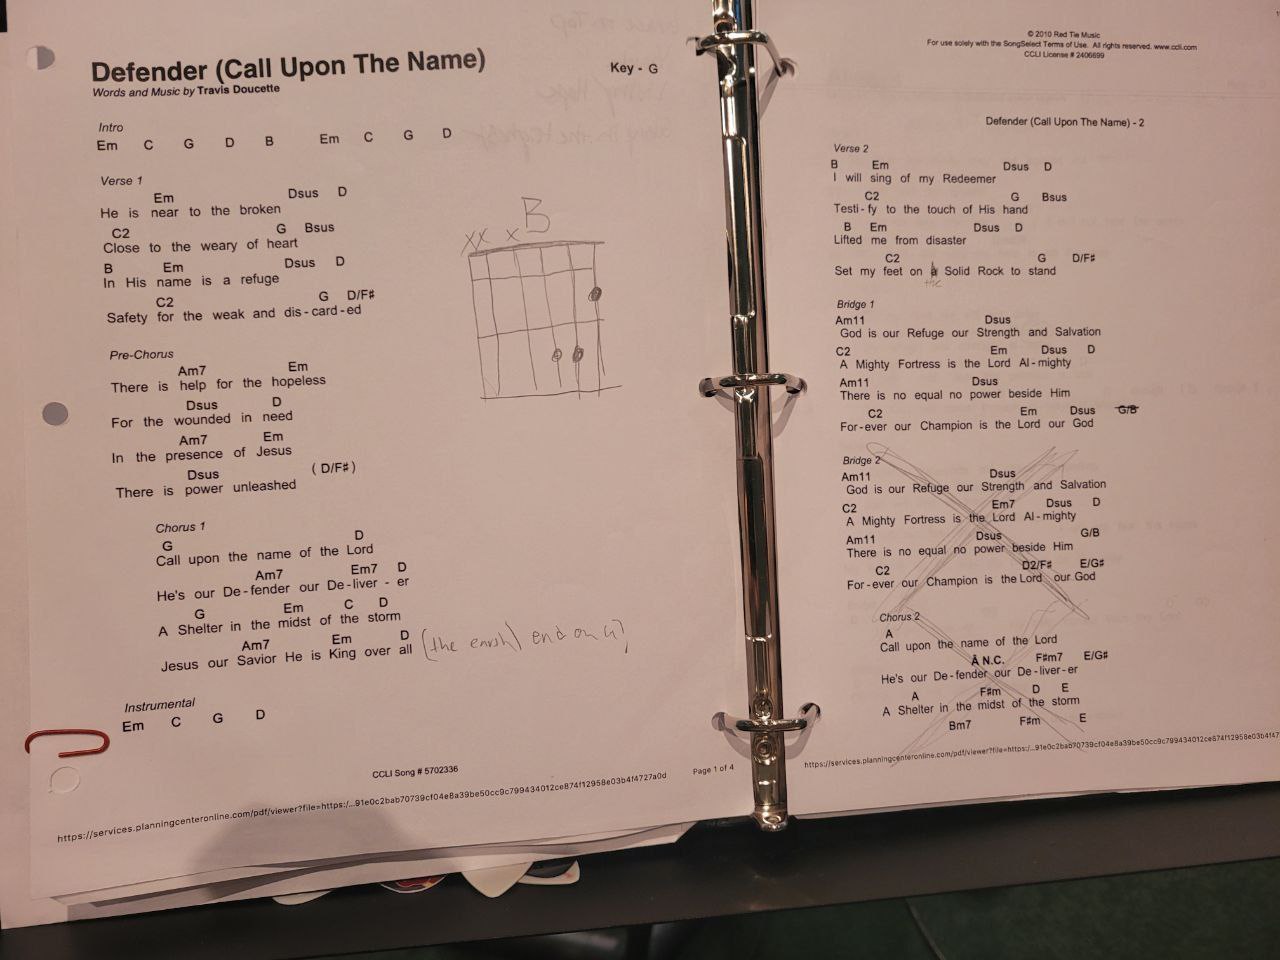 Defender (Call Upon The Name)
Key - G
Words and Music by Travis Doucette
Intro
Em C G D B Em C G D
Verse 1
Em Dsus D
He is near to the broken
C2 G Bsus
Close to the weary of heart
B Em Dsus D
In His name is a refuge
C2 G D/F#
Safety for the weak and dis - card - ed
B
xx x
Pre-Chorus
Am7 Em
There is help for the hopeless
Dsus D
For the wounded in need
Am7 Em
In the presence of Jesus
Dsus ( D/F# )
There is power unleashed
Chorus 1
G D
Call upon the name of the Lord
Am7 Em7 D
He's our De - fender our De - liver - er
G Em C D
A Shelter in the midst of the storm
Am7 Em D
Jesus our Savior He is King over all (the earth) end on G?
Instrumental
Em C G D
CCLI Song # 5702336
Page 1 of 4
https://services.planningcenteronline.com/pdf/viewer?file=https:/...91e0c2bab70739cf04e8a39be50cc9c799434012ce874f12958e03b4f4727a0d
© 2010 Red Tie Music
For use solely with the SongSelect Terms of Use. All rights reserved. www.ccli.com
CCLI License # 2406699
Defender (Call Upon The Name) - 2
Verse 2
B Em Dsus D
I will sing of my Redeemer
C2 G Bsus
Testi - fy to the touch of His hand
B Em Dsus D
Lifted me from disaster
C2 G D/F#
Set my feet on a Solid Rock to stand
the
Bridge 1
Am11 Dsus
God is our Refuge our Strength and Salvation
C2 Em Dsus D
A Mighty Fortress is the Lord Al - mighty
Am11 Dsus
There is no equal no power beside Him
C2 Em Dsus G/B
For - ever our Champion is the Lord our God
Bridge 2
Am11 Dsus
God is our Refuge our Strength and Salvation
C2 Em7 Dsus D
A Mighty Fortress is the Lord Al - mighty
Am11 Dsus G/B
There is no equal no power beside Him
C2 D2/F# E/G#
For - ever our Champion is the Lord our God
Chorus 2
A
Call upon the name of the Lord
A N.C. F#m7 E/G#
He's our De - fender our De - liver - er
A F#m D E
A Shelter in the midst of the storm
Bm7 F#m E
https://services.planningcenteronline.com/pdf/viewer?file=https:/...91e0c2bab70739cf04e8a39be50cc9c799434012ce874f12958e03b4f47